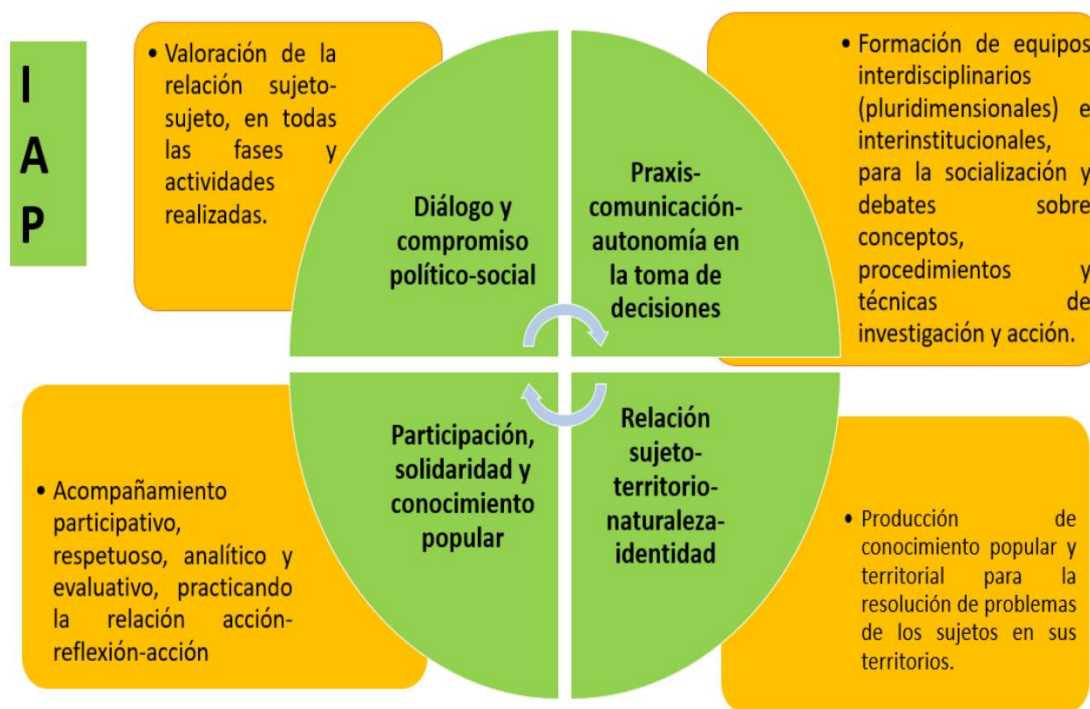 I
A
P
• Valoración de la
relación sujeto-
sujeto, en todas
las fases y
actividades
realizadas.
Diálogo y
compromiso
político-social
Praxis-
comunicación-
autonomía en
la toma de
decisiones
• Formación de equipos
interdisciplinarios
(pluridimensionales) e
interinstitucionales,
para la socialización y
debates sobre
conceptos,
procedimientos y
técnicas de
investigación y acción.
• Acompañamiento
participativo,
respetuoso, analítico y
evaluativo, practicando
la relación acción-
reflexión-acción
Participación,
solidaridad y
conocimiento
popular
Relación
sujeto-
territorio-
naturaleza-
identidad
• Producción de
conocimiento popular y
territorial para la
resolución de problemas
de los sujetos en sus
territorios.